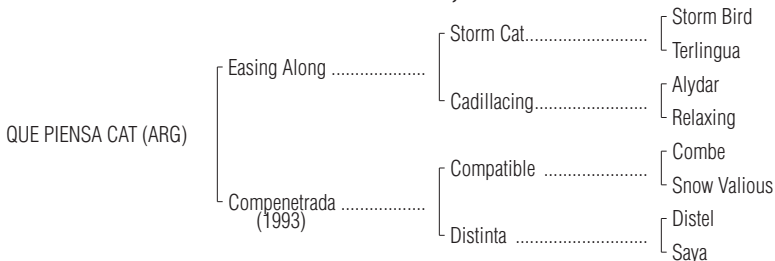 Storm Bird
Storm Cat...........................
Terlingua
Easing Along ....................
Alydar
Cadillacing.........................
Relaxing
QUE PIENSA CAT (ARG)
Combe
Compatible ......................
Snow Valious
Compenetrada ..................
(1993)
Distel
Distinta ............................
Saya